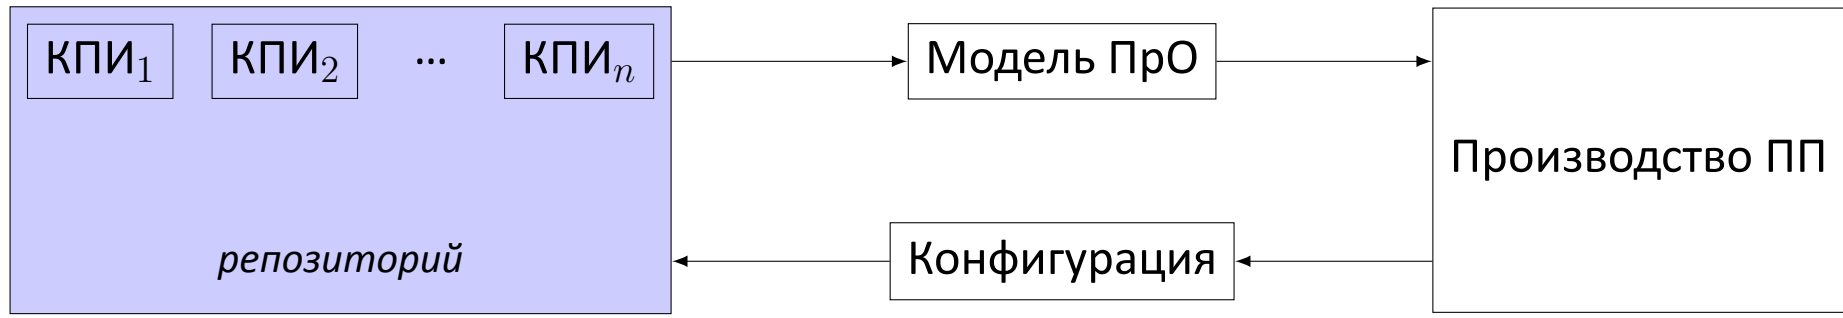 КПИ₁ КПИ₂ ... КПИₙ
Модель ПрО
Производство ПП
репозиторий
Конфигурация